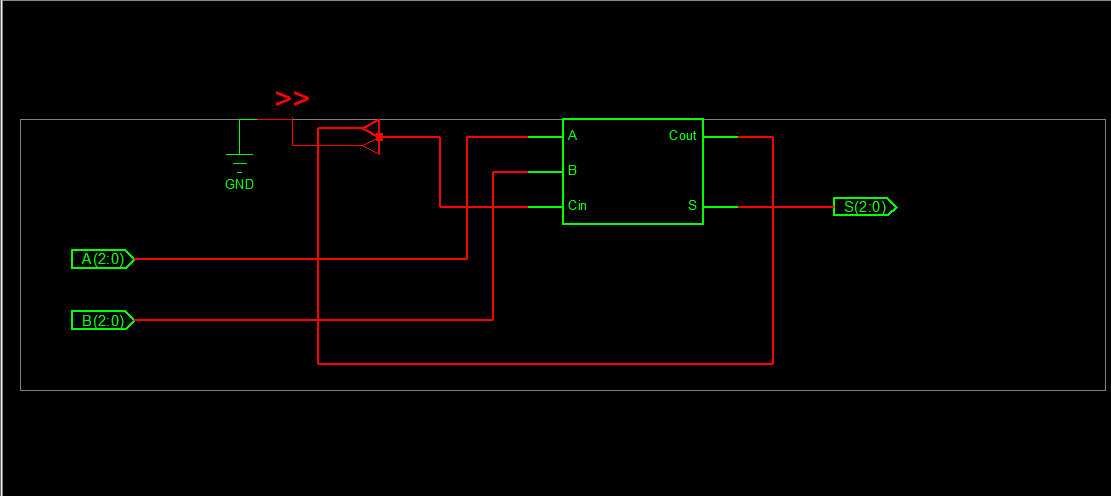 >>
A Cout
B
GND
Cin S S(2:0)
A(2:0)
B(2:0)